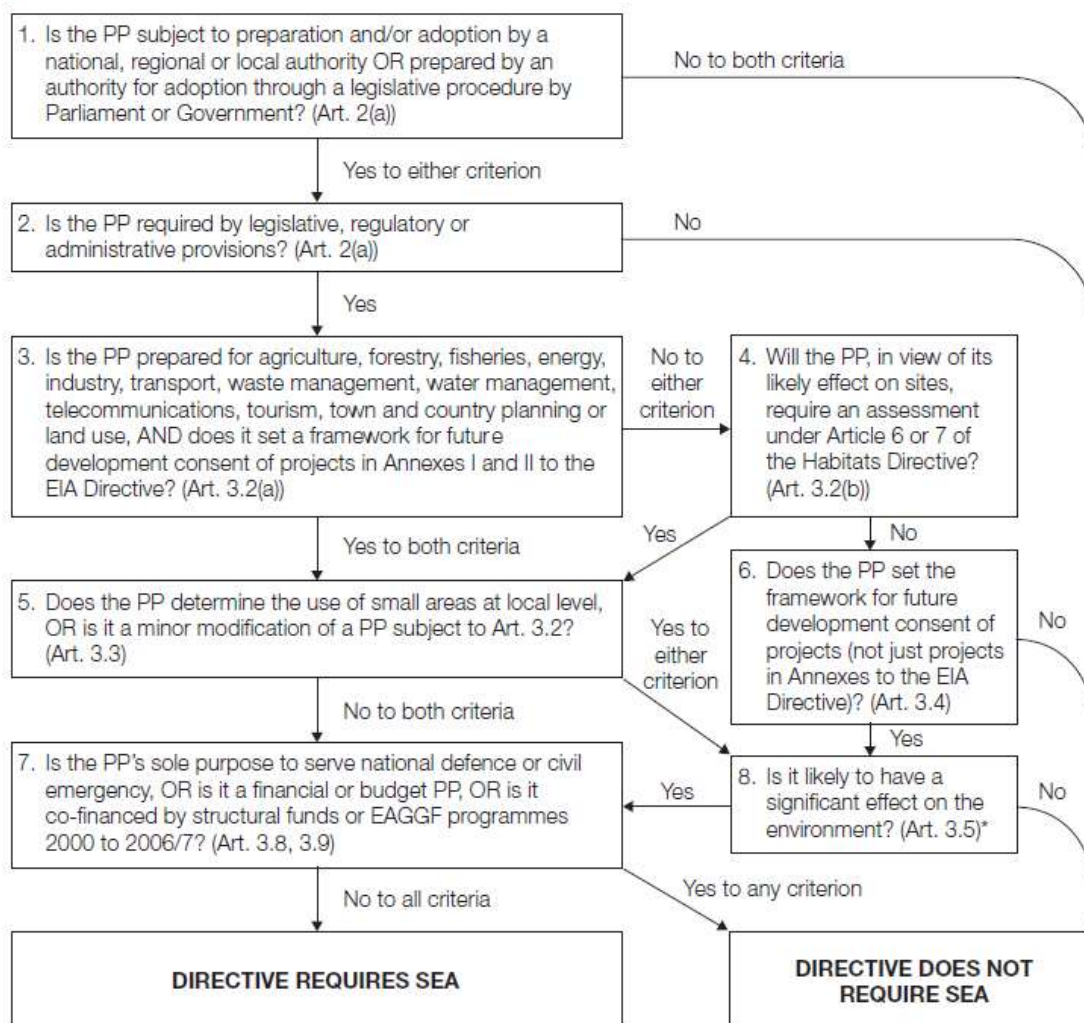 1. Is the PP subject to preparation and/or adoption by a
national, regional or local authority OR prepared by an
authority for adoption through a legislative procedure by
Parliament or Government? (Art. 2(a))
No to both criteria
Yes to either criterion
2. Is the PP required by legislative, regulatory or
administrative provisions? (Art. 2(a))
No
Yes
3. Is the PP prepared for agriculture, forestry, fisheries, energy,
industry, transport, waste management, water management,
telecommunications, tourism, town and country planning or
land use, AND does it set a framework for future
development consent of projects in Annexes I and II to the
EIA Directive? (Art. 3.2(a))
No to
either
criterion
4. Will the PP, in view of its
likely effect on sites,
require an assessment
under Article 6 or 7 of
the Habitats Directive?
(Art. 3.2(b))
Yes to both criteria
Yes
No
5. Does the PP determine the use of small areas at local level,
OR is it a minor modification of a PP subject to Art. 3.2?
(Art. 3.3)
Yes to
either
criterion
6. Does the PP set the
framework for future
development consent of
projects (not just projects
in Annexes to the EIA
Directive)? (Art. 3.4)
No
No to both criteria
Yes
7. Is the PP's sole purpose to serve national defence or civil
emergency, OR is it a financial or budget PP, OR is it
co-financed by structural funds or EAGGF programmes
2000 to 2006/7? (Art. 3.8, 3.9)
Yes
8. Is it likely to have a
significant effect on the
environment? (Art. 3.5)*
No
No to all criteria
Yes to any criterion
DIRECTIVE REQUIRES SEA
DIRECTIVE DOES NOT
REQUIRE SEA